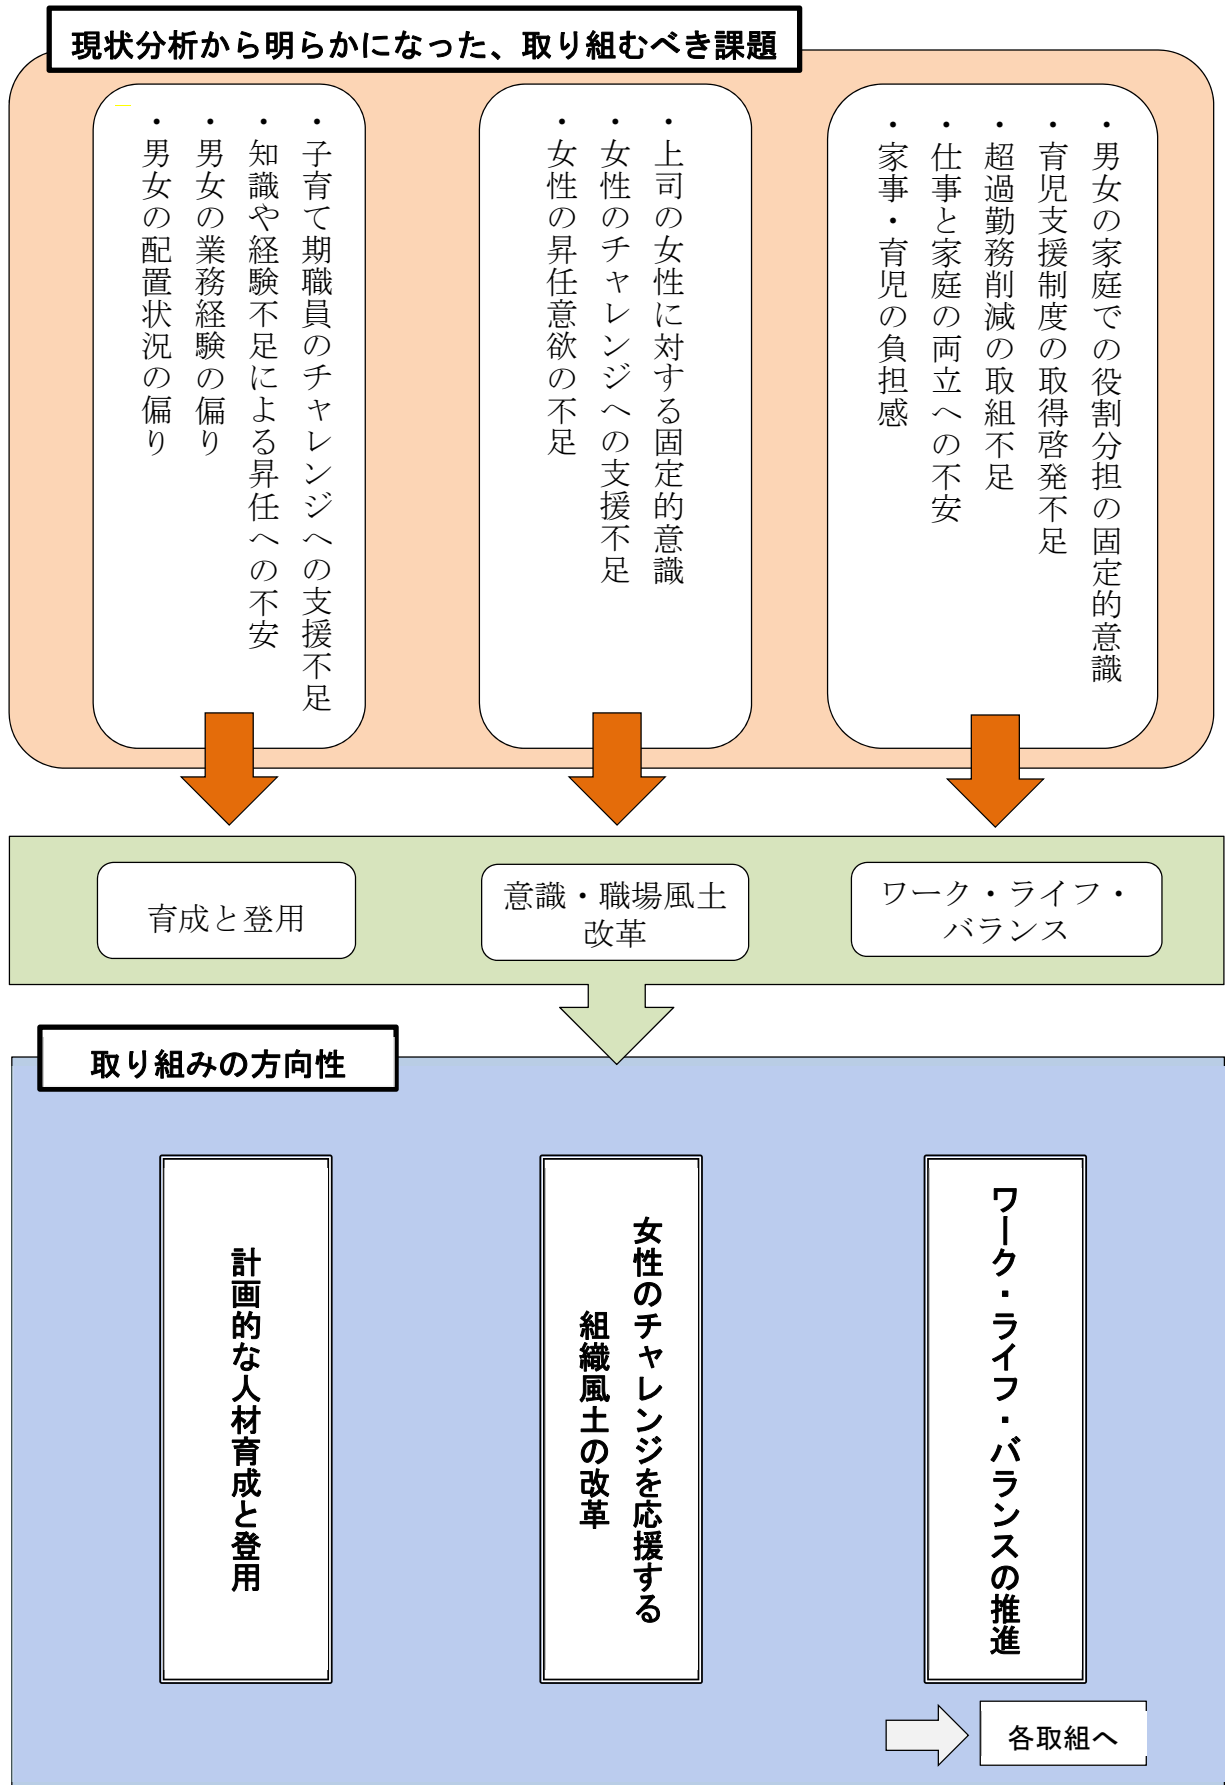 現状分析から明らかになった、取り組むべき課題
・男女の家庭での役割分担の固定的意識
・育児支援制度の取得啓発不足
・超過勤務削減の取組不足
・仕事と家庭の両立への不安
・家事・育児の負担感
・上司の女性に対する固定的意識
・女性のチャレンジへの支援不足
・女性の昇任意欲の不足
・子育て期職員のチャレンジへの支援不足
・知識や経験不足による昇任への不安
・男女の業務経験の偏り
・男女の配置状況の偏り
育成と登用
意識・職場風土
改革
ワーク・ライフ・
バランス
取り組みの方向性
ワーク・ライフ・バランスの推進
女性のチャレンジを応援する
組織風土の改革
計画的な人材育成と登用
各取組へ